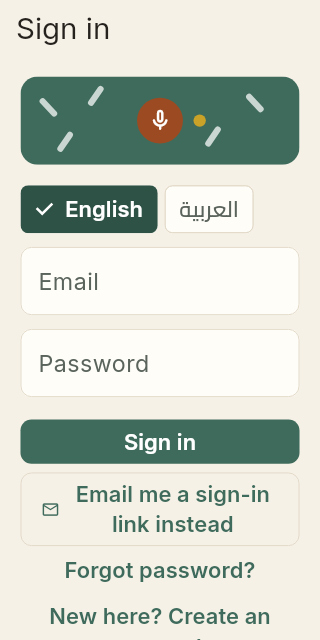 Sign in
English
العربية
Email
Password
Sign in
Email me a sign-in
link instead
Forgot password?
New here? Create an